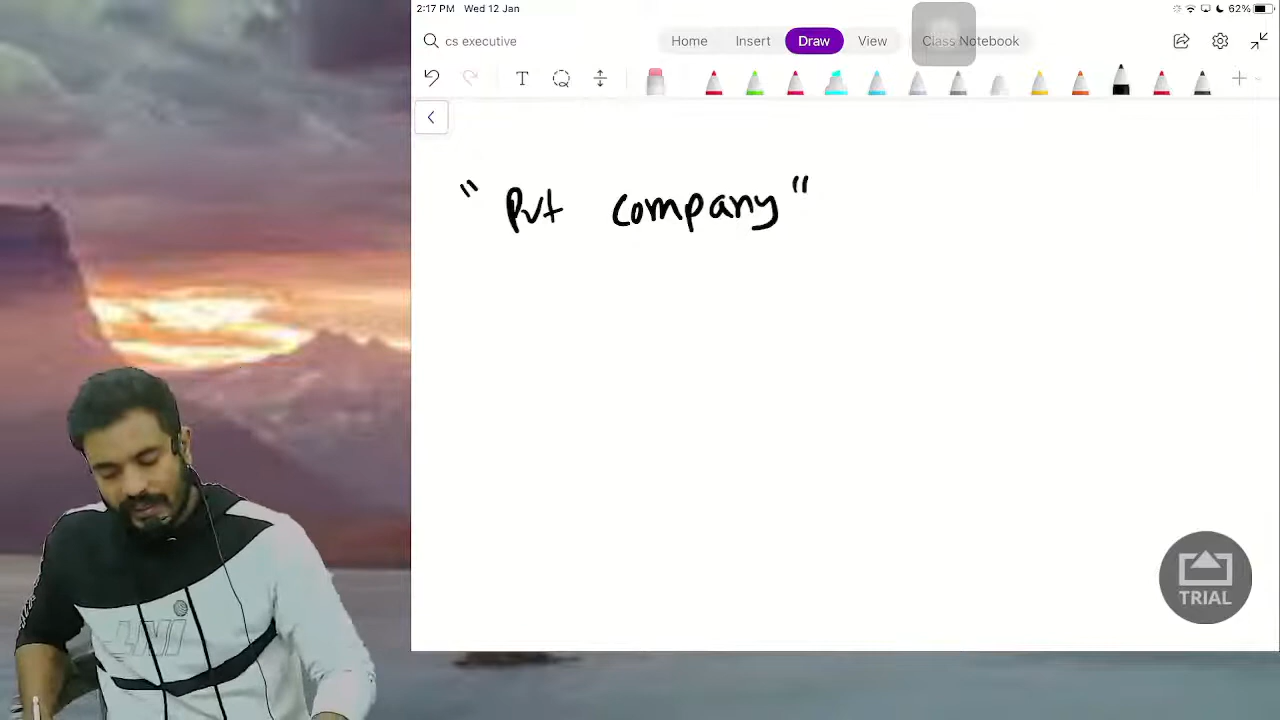 2:17 PM Wed 12 Jan 62%
cs executive Home Insert Draw View Class Notebook
T
" Pvt company "
TRIAL